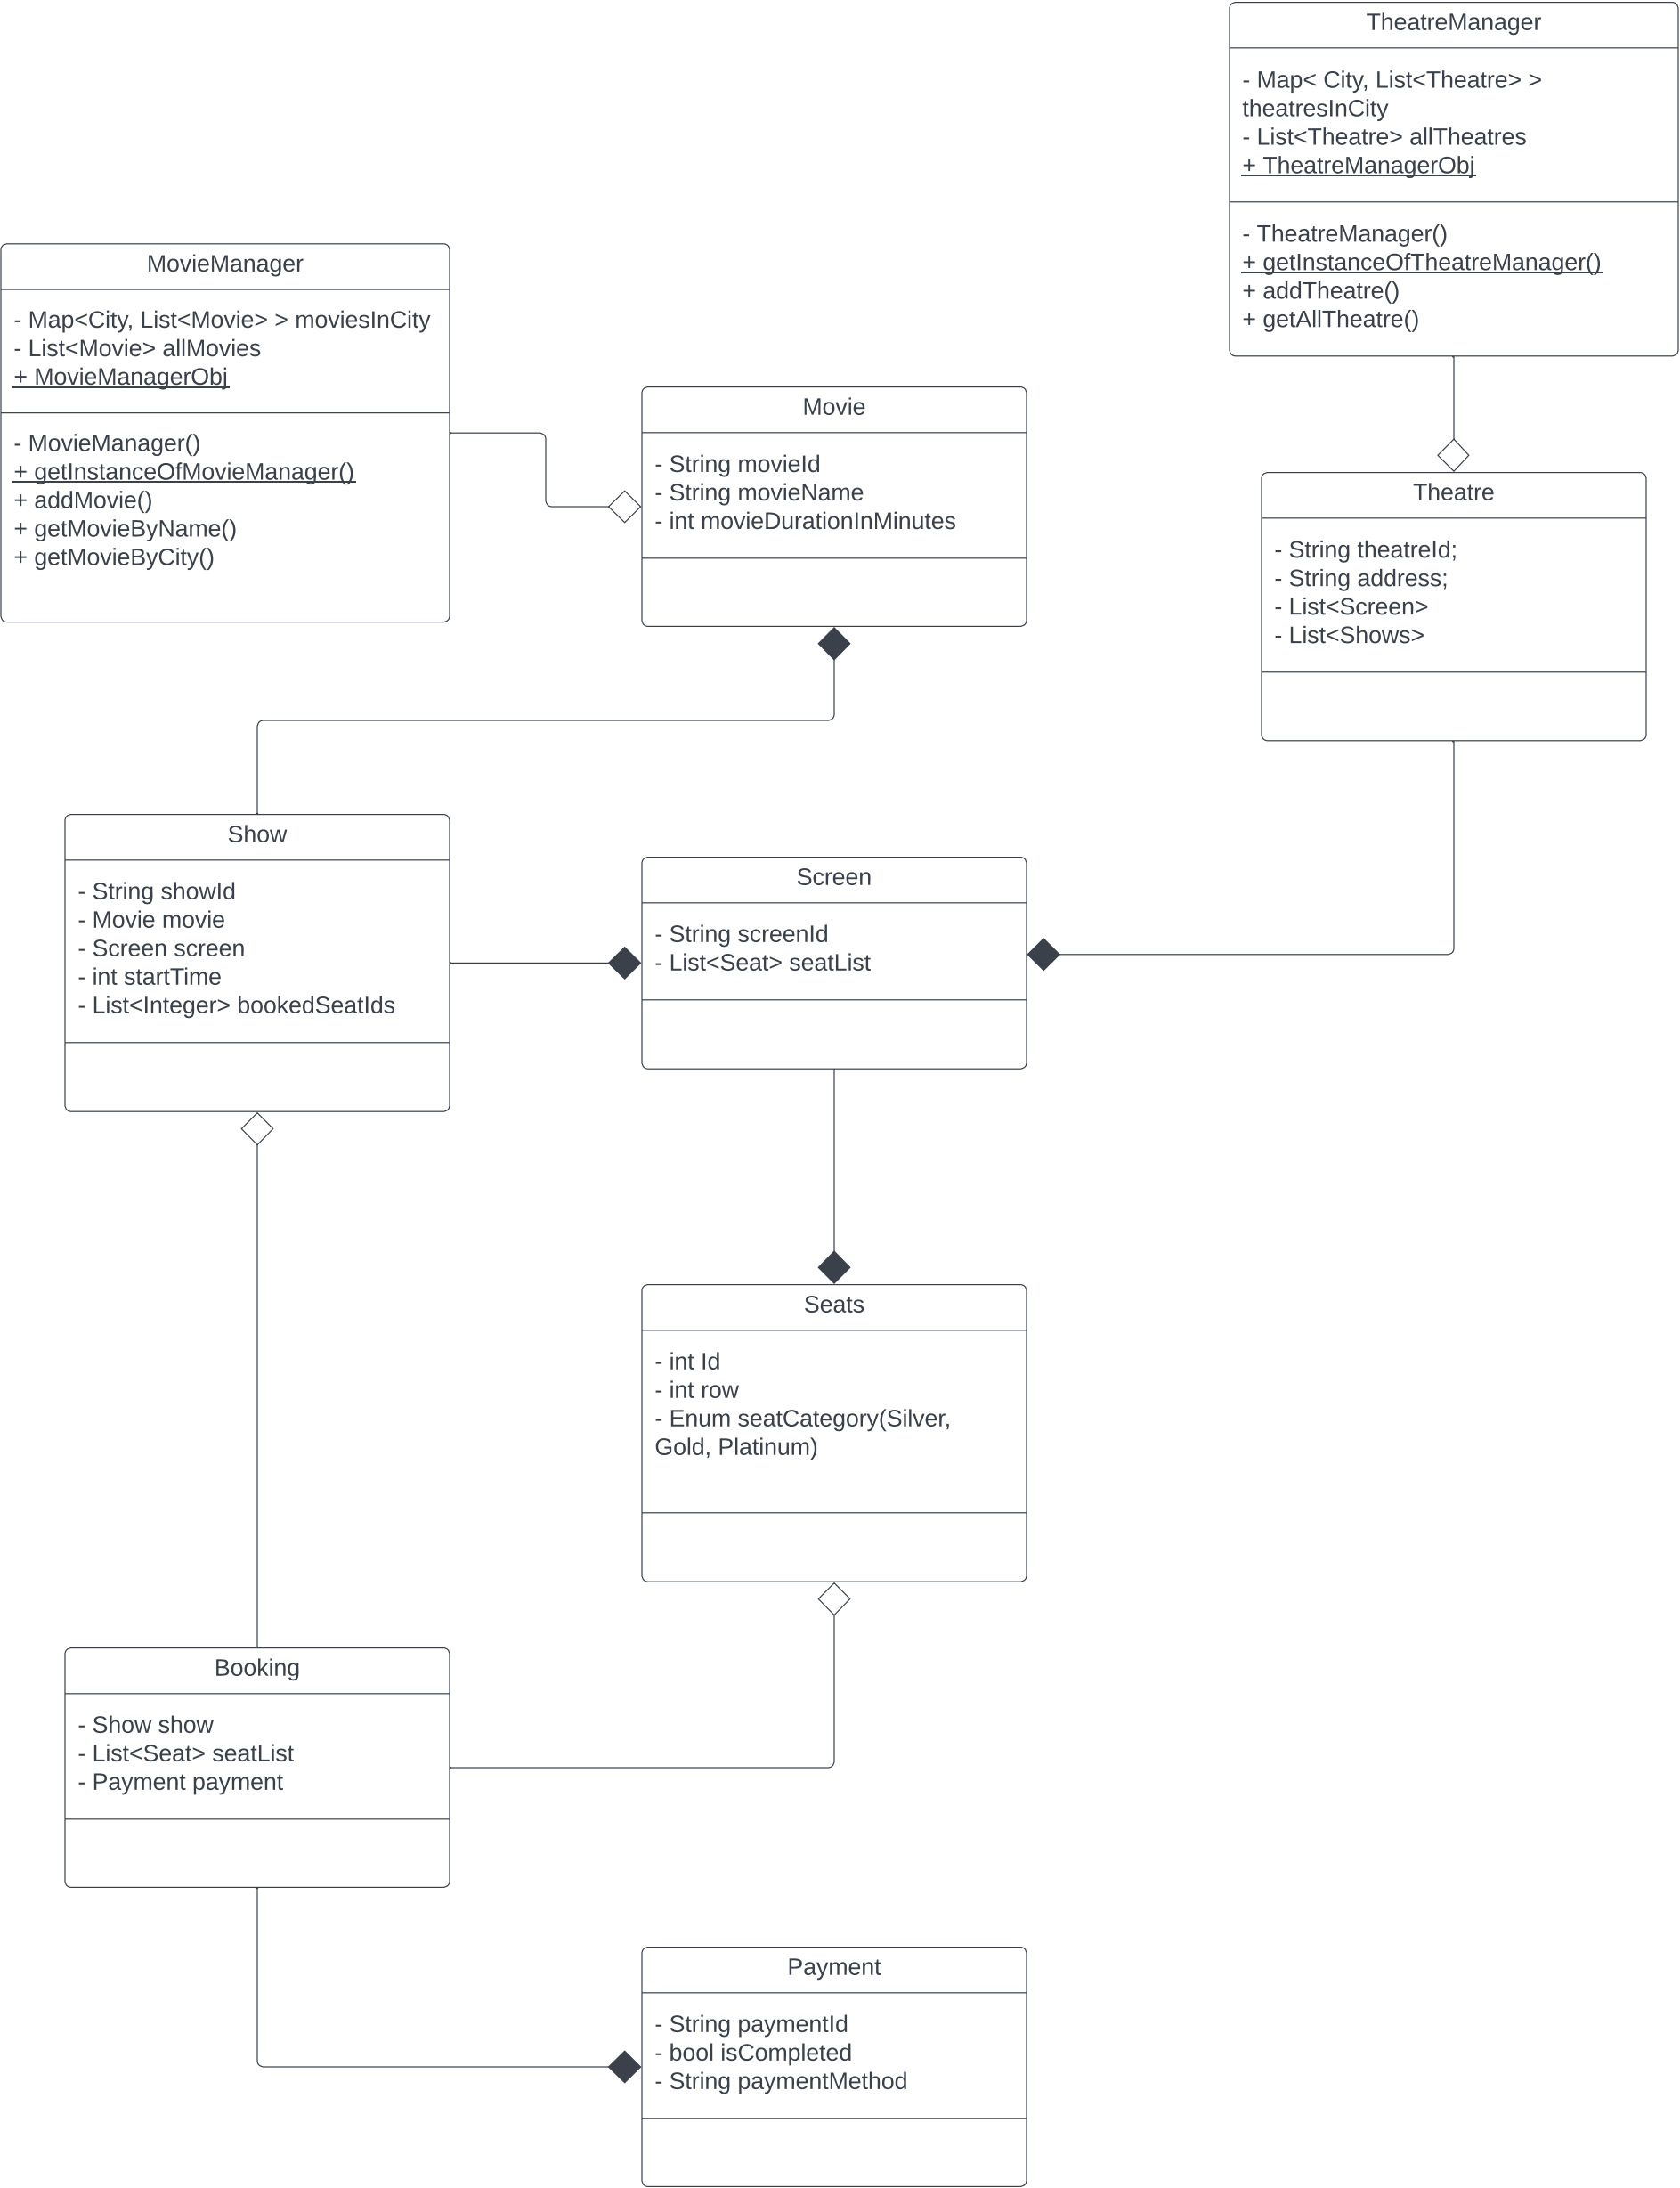 TheatreManager
- Map< City, List<Theatre> >
theatresInCity
- List<Theatre> allTheatres
+ TheatreManagerObj
- TheatreManager()
+ getInstanceOfTheatreManager()
+ addTheatre()
+ getAllTheatre()
MovieManager
- Map<City, List<Movie> > moviesInCity
- List<Movie> allMovies
+ MovieManagerObj
- MovieManager()
+ getInstanceOfMovieManager()
+ addMovie()
+ getMovieByName()
+ getMovieByCity()
Movie
- String movieId
- String movieName
- int movieDurationInMinutes
Theatre
- String theatreId;
- String address;
- List<Screen>
- List<Shows>
Show
- String showId
- Movie movie
- Screen screen
- int startTime
- List<Integer> bookedSeatIds
Screen
- String screenId
- List<Seat> seatList
Seats
- int Id
- int row
- Enum seatCategory(Silver,
Gold, Platinum)
Booking
- Show show
- List<Seat> seatList
- Payment payment
Payment
- String paymentId
- bool isCompleted
- String paymentMethod